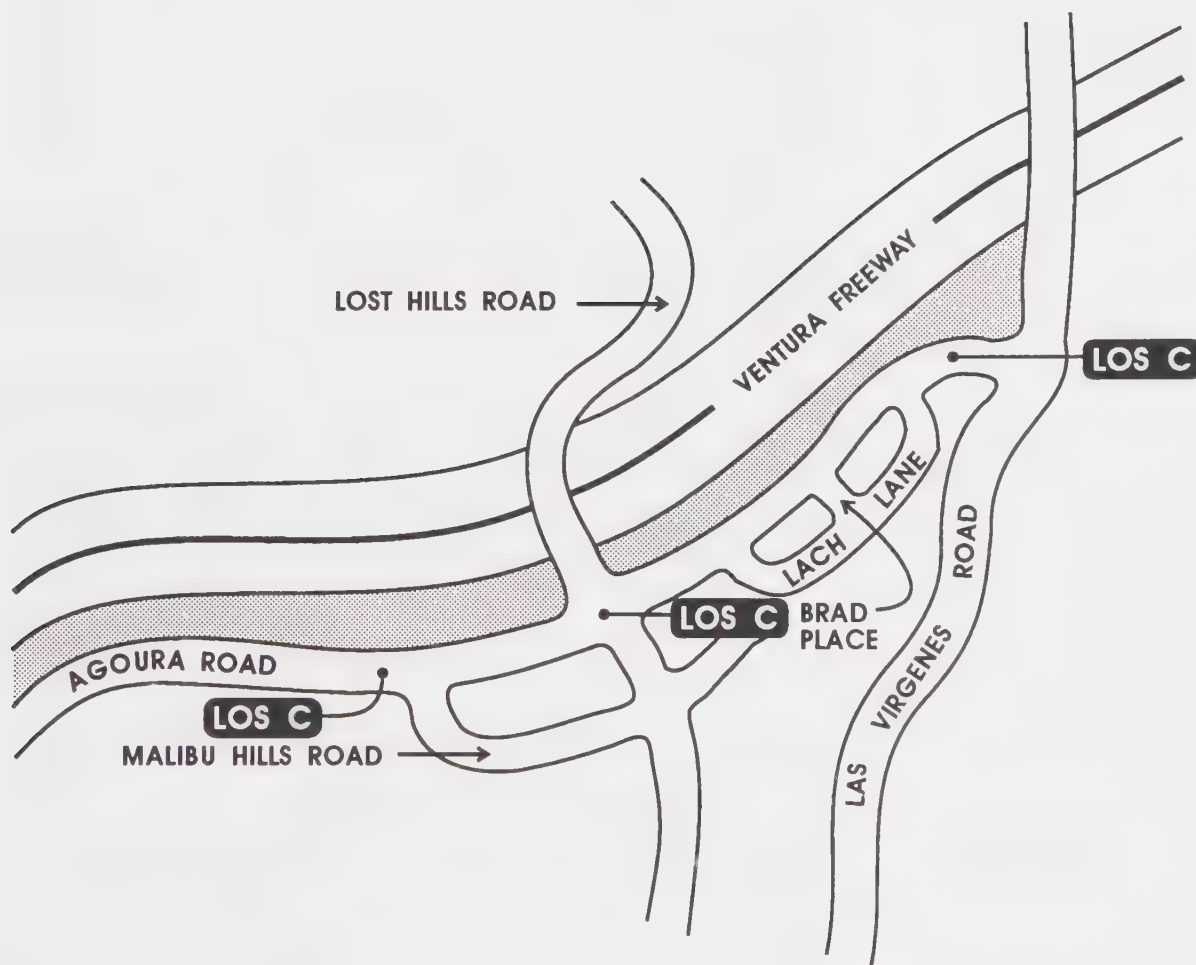 LOST HILLS ROAD
VENTURA FREEWAY
LOS C
LACH LANE
LOS C
BRAD
PLACE
LAS VIRGENES ROAD
AGOURA ROAD
LOS C
MALIBU HILLS ROAD